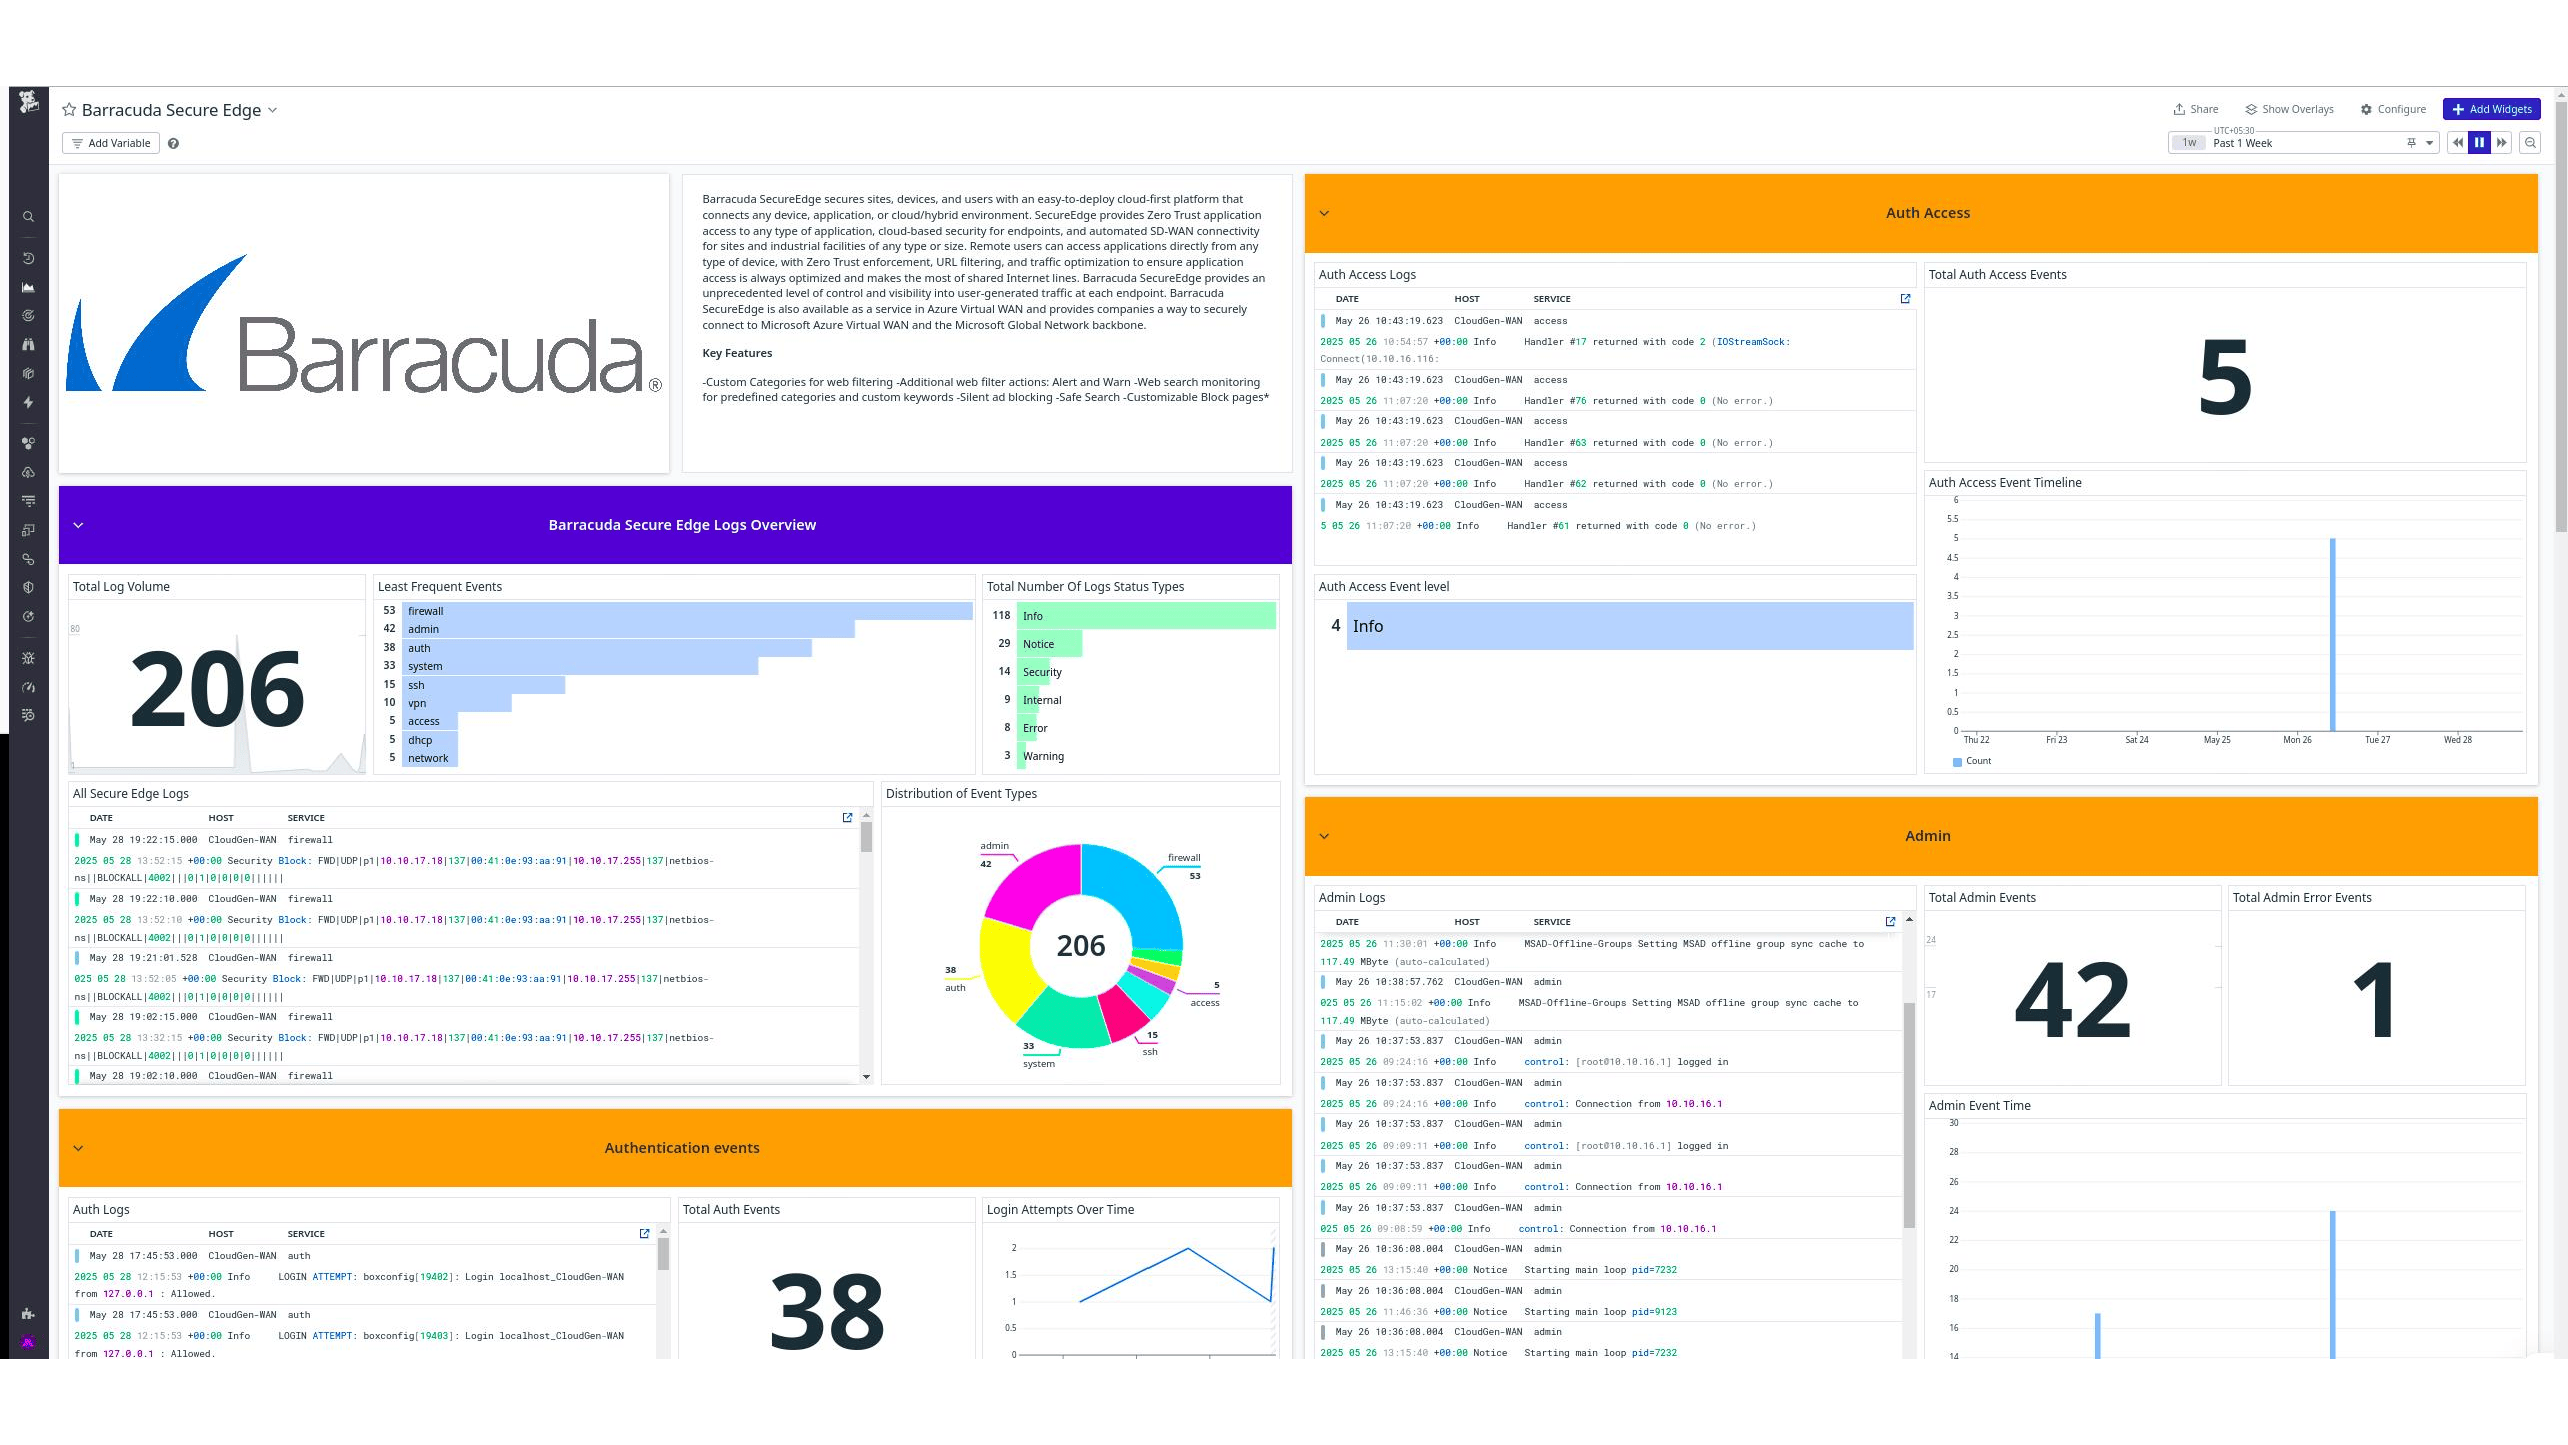 Barracuda Secure Edge
Share
Show Overlays
Configure
Add Widgets
Add Variable
UTC+05:30
1w Past 1 Week
Barracuda®
Barracuda SecureEdge secures sites, devices, and users with an easy-to-deploy cloud-first platform that
connects any device, application, or cloud/hybrid environment. SecureEdge provides Zero Trust application
access to any type of application, cloud-based security for endpoints, and automated SD-WAN connectivity
for sites and industrial facilities of any type or size. Remote users can access applications directly from any
type of device, with Zero Trust enforcement, URL filtering, and traffic optimization to ensure application
access is always optimized and makes the most of shared Internet lines. Barracuda SecureEdge provides an
unprecedented level of control and visibility into user-generated traffic at each endpoint. Barracuda
SecureEdge is also available as a service in Azure Virtual WAN and provides companies a way to securely
connect to Microsoft Azure Virtual WAN and the Microsoft Global Network backbone.
Key Features
-Custom Categories for web filtering -Additional web filter actions: Alert and Warn -Web search monitoring
for predefined categories and custom keywords -Silent ad blocking -Safe Search -Customizable Block pages*
Barracuda Secure Edge Logs Overview
Total Log Volume
80
206
1
Least Frequent Events
53 firewall
42 admin
38 auth
33 system
15 ssh
10 vpn
5 access
5 dhcp
5 network
Total Number Of Logs Status Types
118 Info
29 Notice
14 Security
9 Internal
8 Error
3 Warning
All Secure Edge Logs
DATE HOST SERVICE
May 28 19:22:15.000 CloudGen-WAN firewall
2025 05 28 13:52:15 +00:00 Security Block: FWD|UDP|p1|10.10.17.18|137|00:41:0e:93:aa:91|10.10.17.255|137|netbios-
ns||BLOCKALL|4002|||0|1|0|0|0|0||||||
May 28 19:22:10.000 CloudGen-WAN firewall
2025 05 28 13:52:10 +00:00 Security Block: FWD|UDP|p1|10.10.17.18|137|00:41:0e:93:aa:91|10.10.17.255|137|netbios-
ns||BLOCKALL|4002|||0|1|0|0|0|0||||||
May 28 19:21:01.528 CloudGen-WAN firewall
025 05 28 13:52:05 +00:00 Security Block: FWD|UDP|p1|10.10.17.18|137|00:41:0e:93:aa:91|10.10.17.255|137|netbios-
ns||BLOCKALL|4002|||0|1|0|0|0|0||||||
May 28 19:02:15.000 CloudGen-WAN firewall
2025 05 28 13:32:15 +00:00 Security Block: FWD|UDP|p1|10.10.17.18|137|00:41:0e:93:aa:91|10.10.17.255|137|netbios-
ns||BLOCKALL|4002|||0|1|0|0|0|0||||||
May 28 19:02:10.000 CloudGen-WAN firewall
Distribution of Event Types
admin
42
firewall
53
206
38
auth
5
access
33
system
15
ssh
Authentication events
Auth Logs
DATE HOST SERVICE
May 28 17:45:53.000 CloudGen-WAN auth
2025 05 28 12:15:53 +00:00 Info LOGIN ATTEMPT: boxconfig[19402]: Login localhost_CloudGen-WAN
from 127.0.0.1 : Allowed.
May 28 17:45:53.000 CloudGen-WAN auth
2025 05 28 12:15:53 +00:00 Info LOGIN ATTEMPT: boxconfig[19403]: Login localhost_CloudGen-WAN
from 127.0.0.1 : Allowed.
Total Auth Events
38
Login Attempts Over Time
2
1.5
1
0.5
0
Auth Access
Auth Access Logs
DATE HOST SERVICE
May 26 10:43:19.623 CloudGen-WAN access
2025 05 26 10:54:57 +00:00 Info Handler #17 returned with code 2 (IOStreamSock:
Connect(10.10.16.116:
May 26 10:43:19.623 CloudGen-WAN access
2025 05 26 11:07:20 +00:00 Info Handler #76 returned with code 0 (No error.)
May 26 10:43:19.623 CloudGen-WAN access
2025 05 26 11:07:20 +00:00 Info Handler #63 returned with code 0 (No error.)
May 26 10:43:19.623 CloudGen-WAN access
2025 05 26 11:07:20 +00:00 Info Handler #62 returned with code 0 (No error.)
May 26 10:43:19.623 CloudGen-WAN access
5 05 26 11:07:20 +00:00 Info Handler #61 returned with code 0 (No error.)
Total Auth Access Events
5
Auth Access Event level
4 Info
Auth Access Event Timeline
6
5.5
5
4.5
4
3.5
3
2.5
2
1.5
1
0.5
0
Thu 22 Fri 23 Sat 24 May 25 Mon 26 Tue 27 Wed 28
Count
Admin
Admin Logs
DATE HOST SERVICE
2025 05 26 11:30:01 +00:00 Info MSAD-Offline-Groups Setting MSAD offline group sync cache to
117.49 MByte (auto-calculated)
May 26 10:38:57.762 CloudGen-WAN admin
025 05 26 11:15:02 +00:00 Info MSAD-Offline-Groups Setting MSAD offline group sync cache to
117.49 MByte (auto-calculated)
May 26 10:37:53.837 CloudGen-WAN admin
2025 05 26 09:24:16 +00:00 Info control: [root@10.10.16.1] logged in
May 26 10:37:53.837 CloudGen-WAN admin
2025 05 26 09:24:16 +00:00 Info control: Connection from 10.10.16.1
May 26 10:37:53.837 CloudGen-WAN admin
2025 05 26 09:09:11 +00:00 Info control: [root@10.10.16.1] logged in
May 26 10:37:53.837 CloudGen-WAN admin
2025 05 26 09:09:11 +00:00 Info control: Connection from 10.10.16.1
May 26 10:37:53.837 CloudGen-WAN admin
025 05 26 09:08:59 +00:00 Info control: Connection from 10.10.16.1
May 26 10:36:08.004 CloudGen-WAN admin
2025 05 26 13:15:40 +00:00 Notice Starting main loop pid=7232
May 26 10:36:08.004 CloudGen-WAN admin
2025 05 26 11:46:36 +00:00 Notice Starting main loop pid=9123
May 26 10:36:08.004 CloudGen-WAN admin
2025 05 26 13:15:40 +00:00 Notice Starting main loop pid=7232
Total Admin Events
24
17
42
Total Admin Error Events
1
Admin Event Time
30
28
26
24
22
20
18
16
14